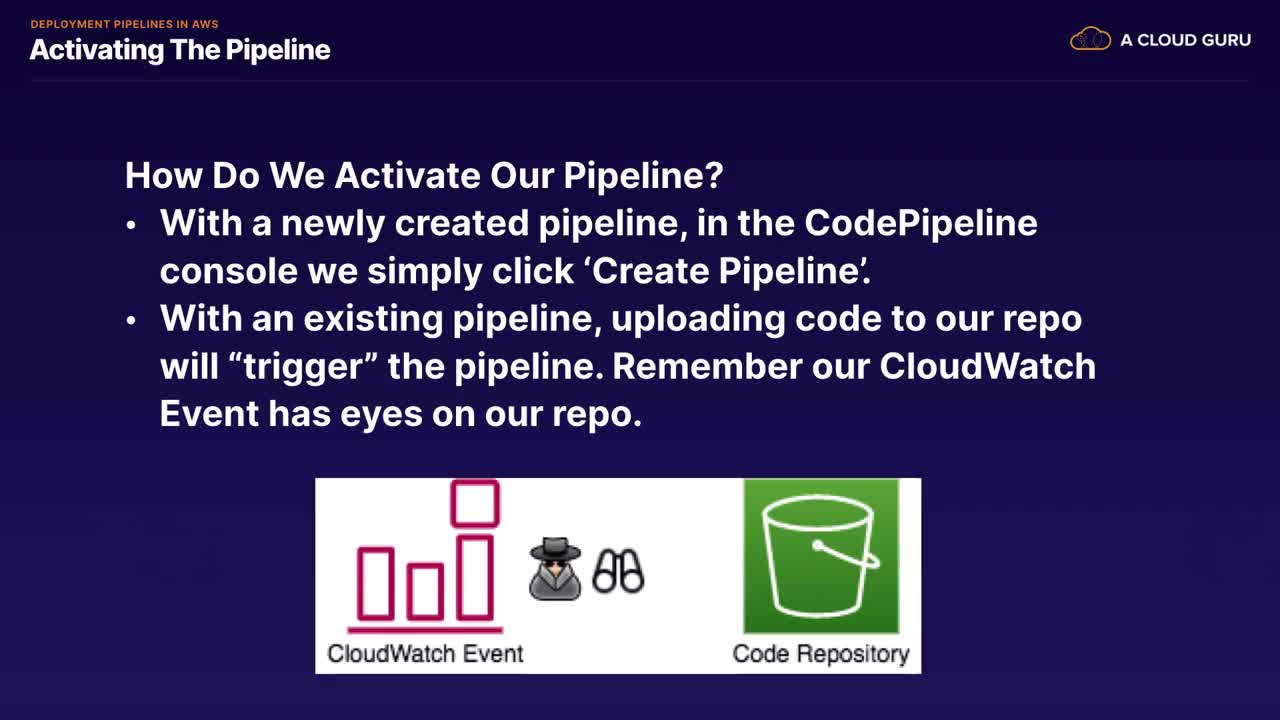 DEPLOYMENT PIPELINES IN AWS
Activating The Pipeline
A CLOUD GURU
How Do We Activate Our Pipeline?
• With a newly created pipeline, in the CodePipeline
console we simply click ‘Create Pipeline’.
• With an existing pipeline, uploading code to our repo
will “trigger” the pipeline. Remember our CloudWatch
Event has eyes on our repo.
CloudWatch Event
Code Repository